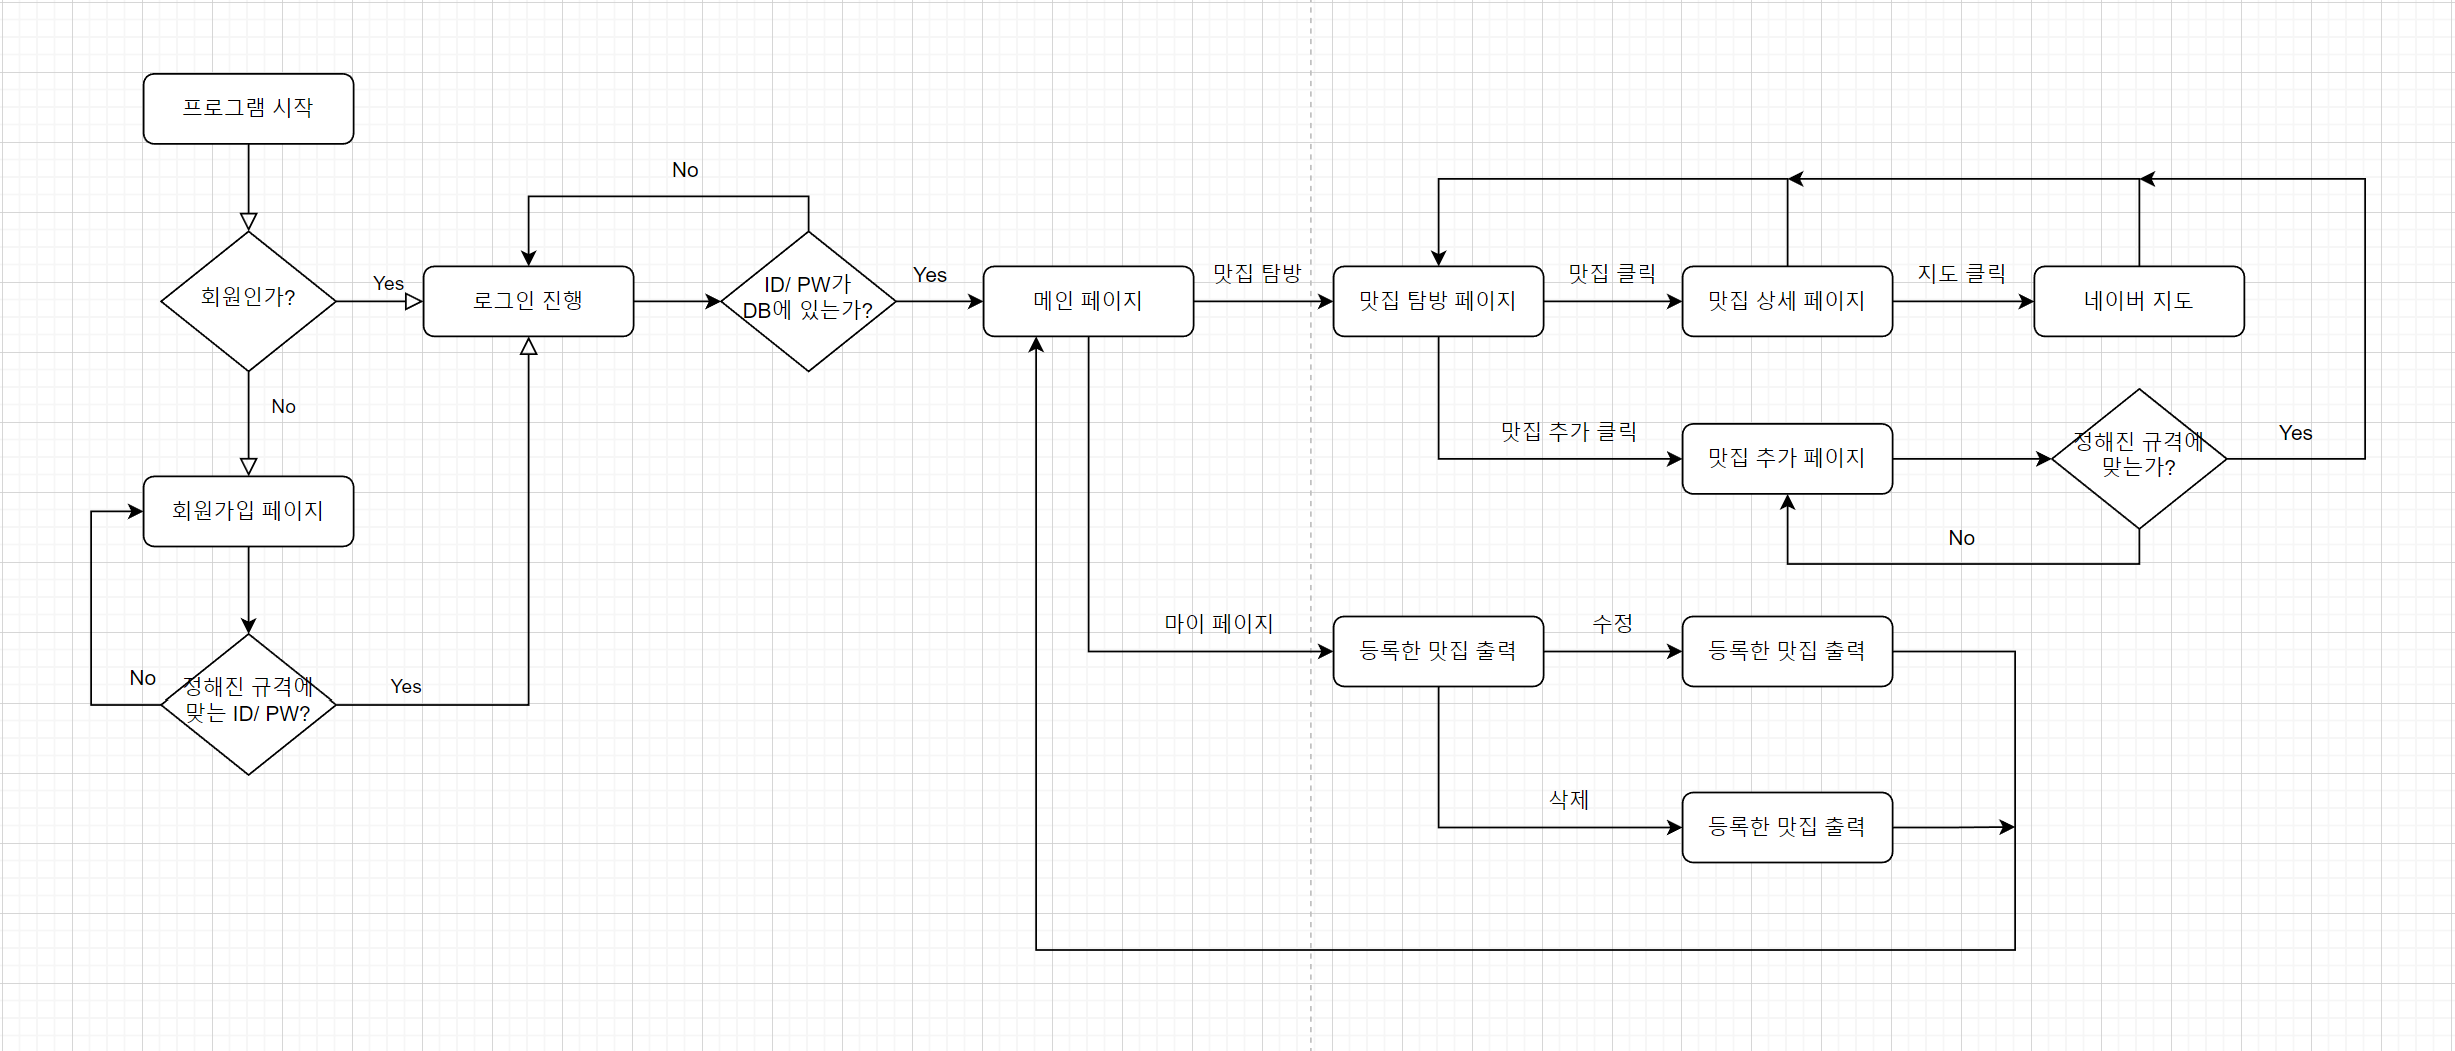 프로그램 시작
No
회원인가?
Yes
로그인 진행
ID/ PW가
DB에 있는가?
Yes
메인 페이지
맛집 탐방
맛집 탐방 페이지
맛집 클릭
맛집 상세 페이지
지도 클릭
네이버 지도
No
맛집 추가 클릭
맛집 추가 페이지
정해진 규격에
맞는가?
Yes
No
회원가입 페이지
마이 페이지
등록한 맛집 출력
수정
등록한 맛집 출력
No
정해진 규격에
맞는 ID/ PW?
Yes
삭제
등록한 맛집 출력